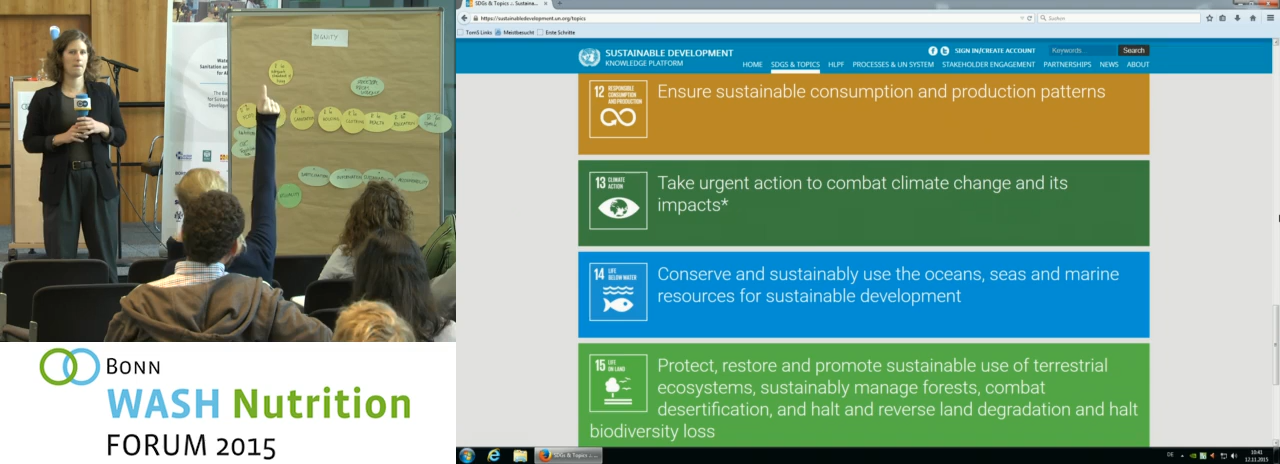 DIGNITY
BONN
WASH Nutrition
FORUM 2015
SDGs & Topics .:. Sustaina...
https://sustainabledevelopment.un.org/topics
Suchen
TomG Links
Meistbesucht
Erste Schritte
SUSTAINABLE DEVELOPMENT
KNOWLEDGE PLATFORM
SIGN IN/CREATE ACCOUNT
Keywords
Search
HOME SDGS & TOPICS HLPF PROCESSES & UN SYSTEM STAKEHOLDER ENGAGEMENT PARTNERSHIPS NEWS ABOUT
12 RESPONSIBLE
CONSUMPTION
AND PRODUCTION
Ensure sustainable consumption and production patterns
13 CLIMATE
ACTION
Take urgent action to combat climate change and its
impacts*
14 LIFE
BELOW WATER
Conserve and sustainably use the oceans, seas and marine
resources for sustainable development
15 LIFE
ON LAND
Protect, restore and promote sustainable use of terrestrial
ecosystems, sustainably manage forests, combat
desertification, and halt and reverse land degradation and halt
biodiversity loss
SDGs & Topics .:. ...
DE
10:41
12.11.2015